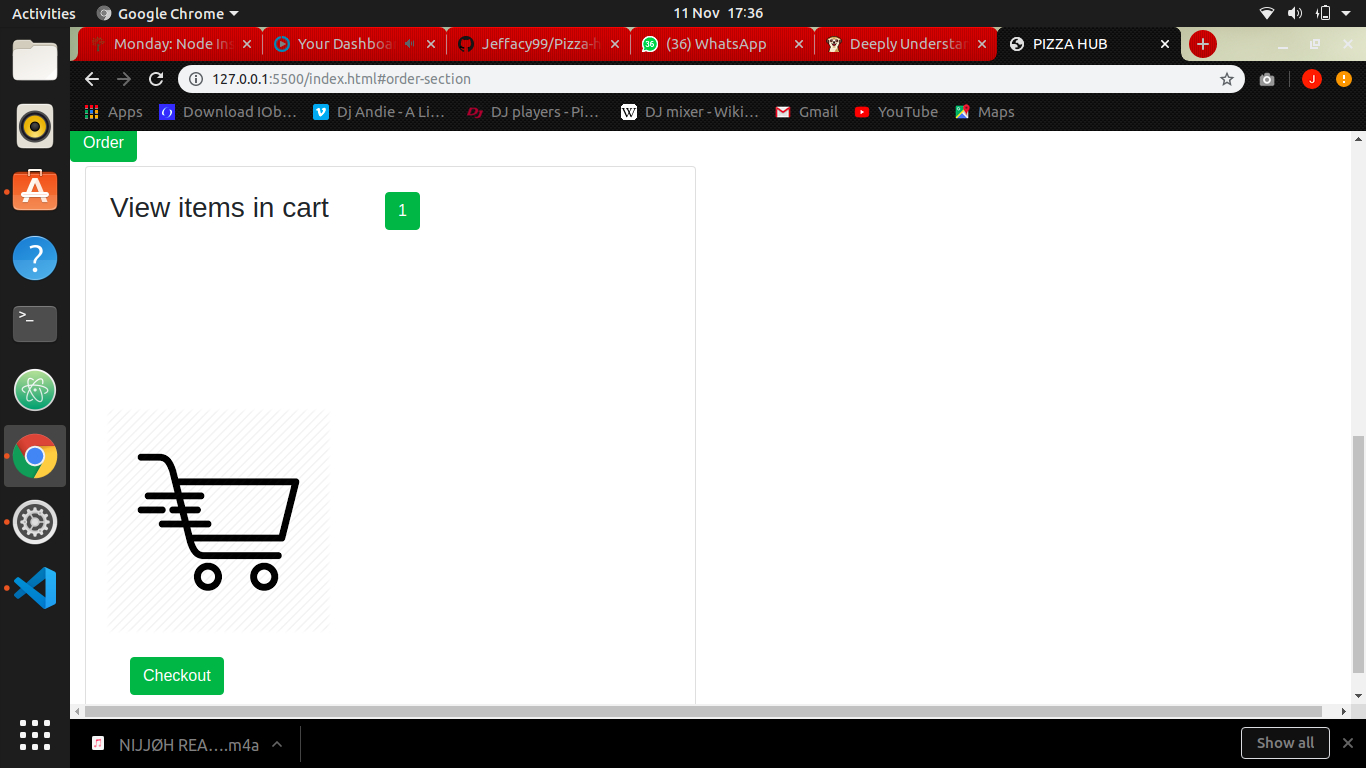 Activities Google Chrome 11 Nov 17:36
Monday: Node Ins Your Dashboa Jeffacy99/Pizza-h (36) WhatsApp Deeply Understan PIZZA HUB
127.0.0.1:5500/index.html#order-section J
Apps Download IOb... Dj Andie - A Li... DJ players - Pi... DJ mixer - Wiki... Gmail YouTube Maps
Order
View items in cart 1
Checkout
NIJJØH REA....m4a Show all